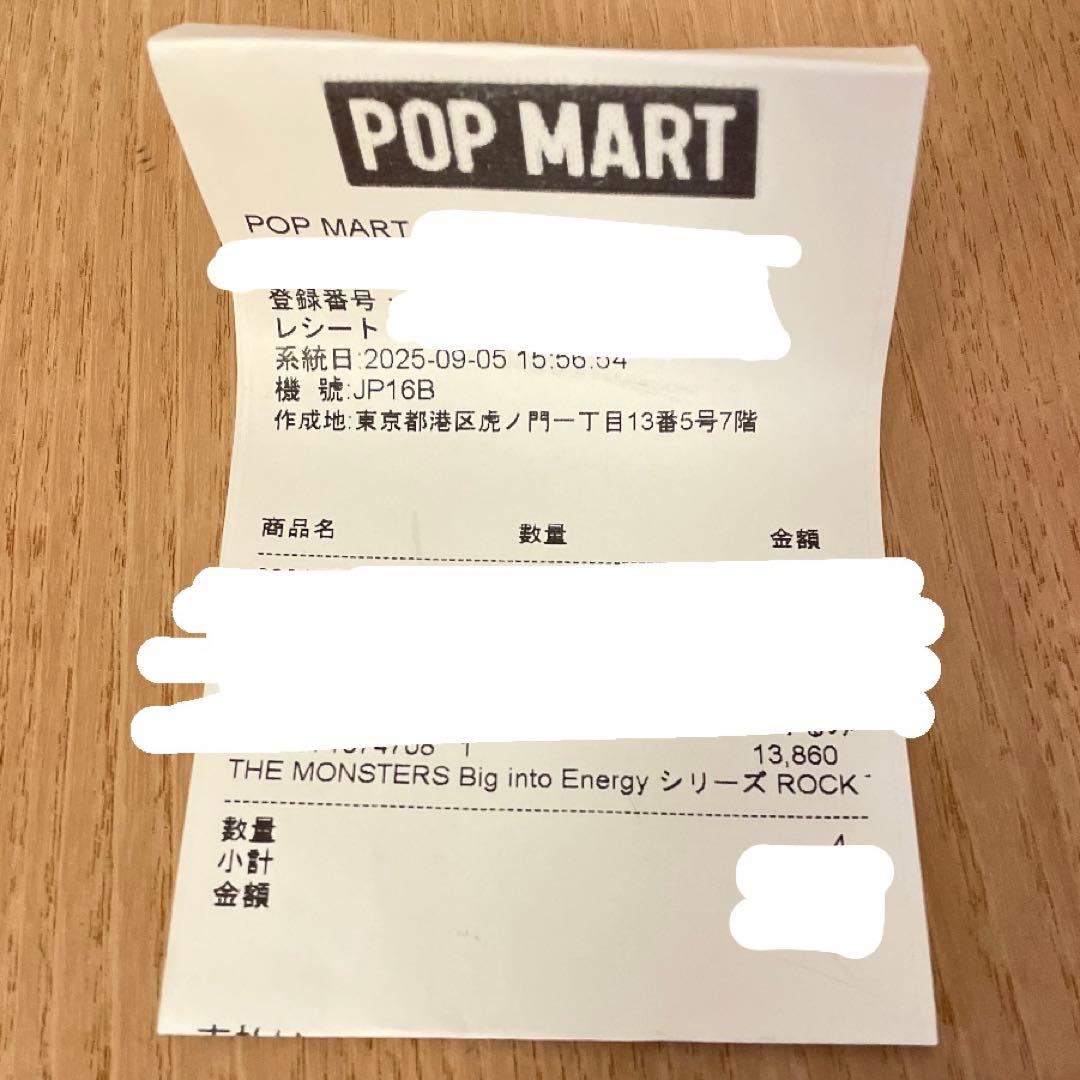 POP MART
POP MART
登録番号
レシート
系統日:2025-09-05 15:56:54
機 號:JP16B
作成地:東京都港区虎ノ門一丁目13番5号7階
商品名 数量 金額
1
13,860
THE MONSTERS Big into Energy シリーズ ROCK
数量 4
小計
金額